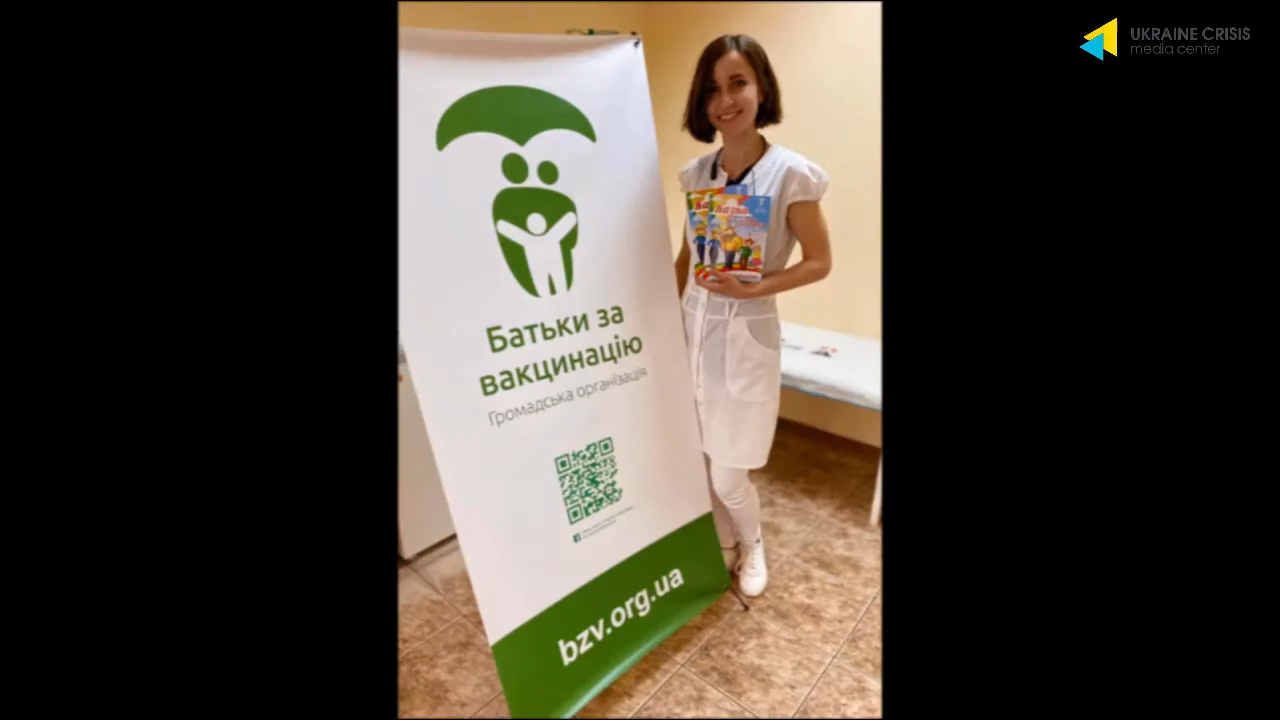 UKRAINE CRISIS
media center
Батьки за
вакцинацію
Громадська організація
bzv.org.ua